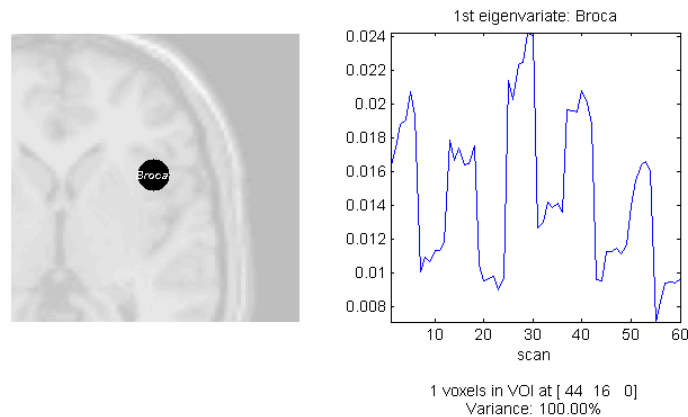 Broca
1st eigenvariate: Broca
0.024
0.022
0.02
0.018
0.016
0.014
0.012
0.01
0.008
10 20 30 40 50 60
scan
1 voxels in VOI at [ 44 16 0]
Variance: 100.00%